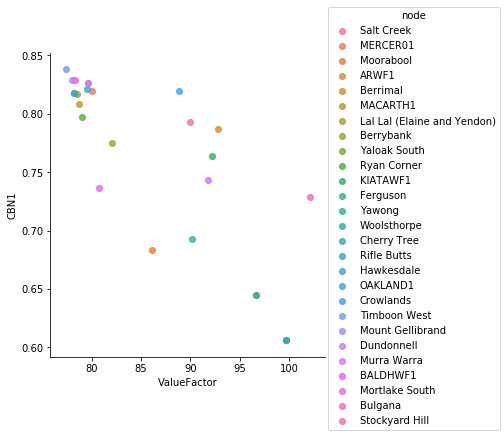 node
Salt Creek
MERCER01
Moorabool
ARWF1
Berrimal
MACARTH1
Lal Lal (Elaine and Yendon)
Berrybank
Yaloak South
Ryan Corner
KIATAWF1
Ferguson
Yawong
Woolsthorpe
Cherry Tree
Rifle Butts
Hawkesdale
OAKLAND1
Crowlands
Timboon West
Mount Gellibrand
Dundonnell
Murra Warra
BALDHWF1
Mortlake South
Bulgana
Stockyard Hill
0.85
0.80
0.75
0.70
0.65
0.60
CBN1
80 85 90 95 100
ValueFactor